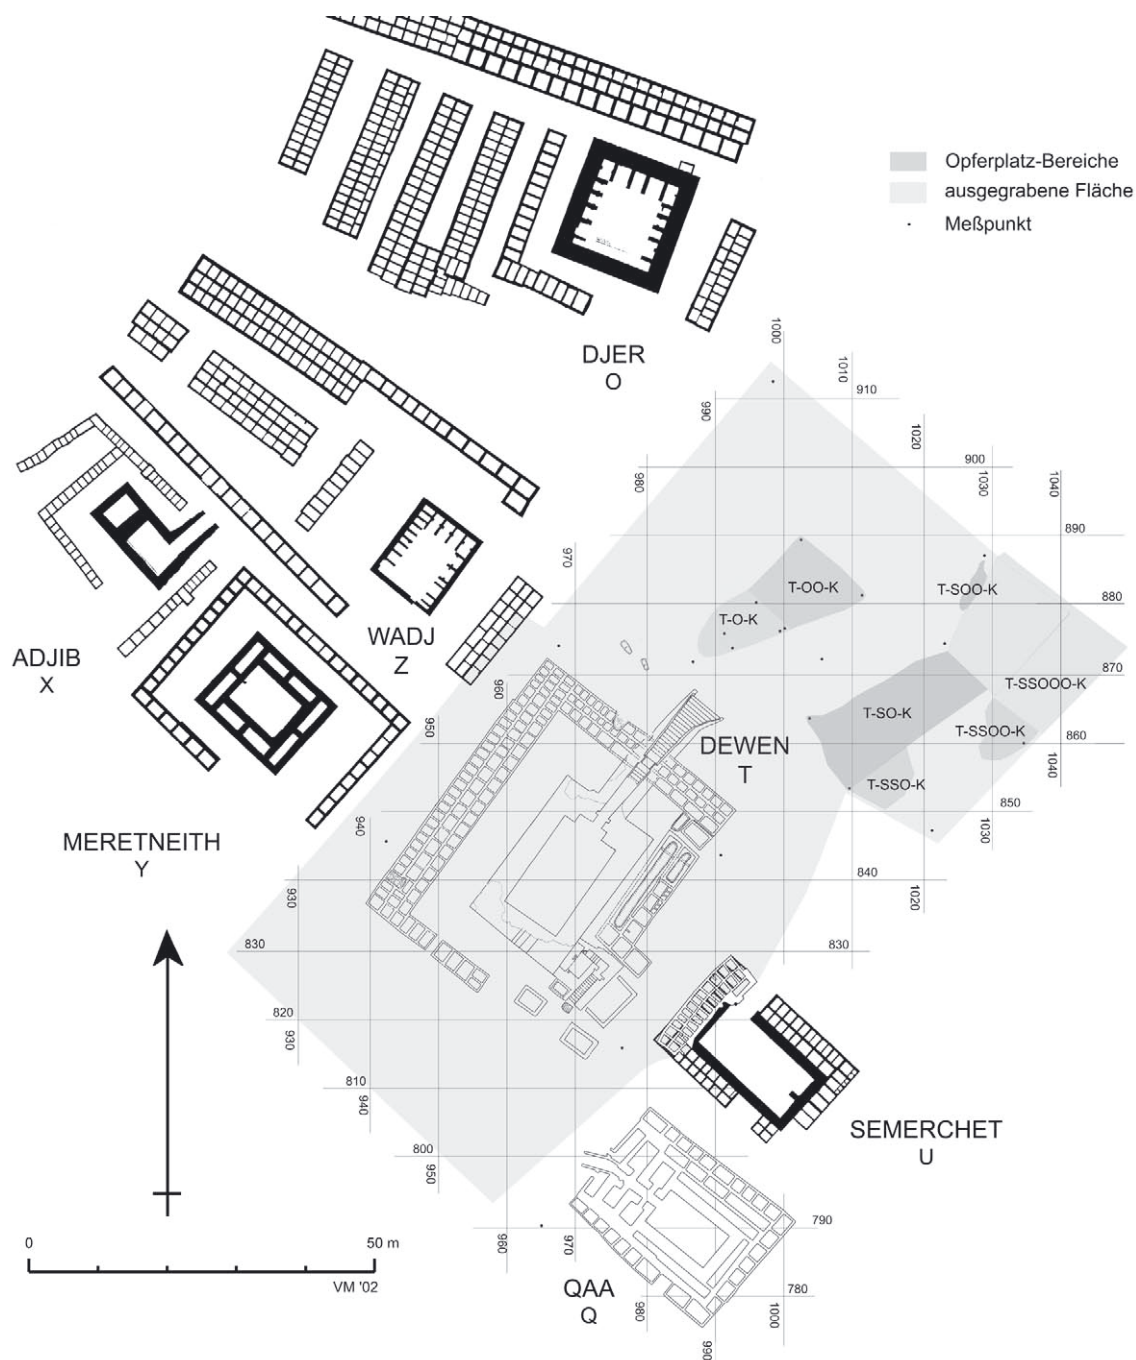 Opferplatz-Bereiche
ausgegrabene Fläche
Meßpunkt
DJER
O
1000
1010
910
990
1020
900
980
1030
1040
890
970
T-OO-K
T-SOO-K
880
T-O-K
WADJ
Z
ADJIB
X
870
960
T-SSOOO-K
T-SO-K
950
T-SSOO-K
860
DEWEN
T
1040
T-SSO-K
850
1030
940
MERETNEITH
Y
840
930
1020
830
830
820
930
810
940
SEMERCHET
U
800
950
790
0
50 m
960
970
VM '02
QAA
Q
780
980
1000
990